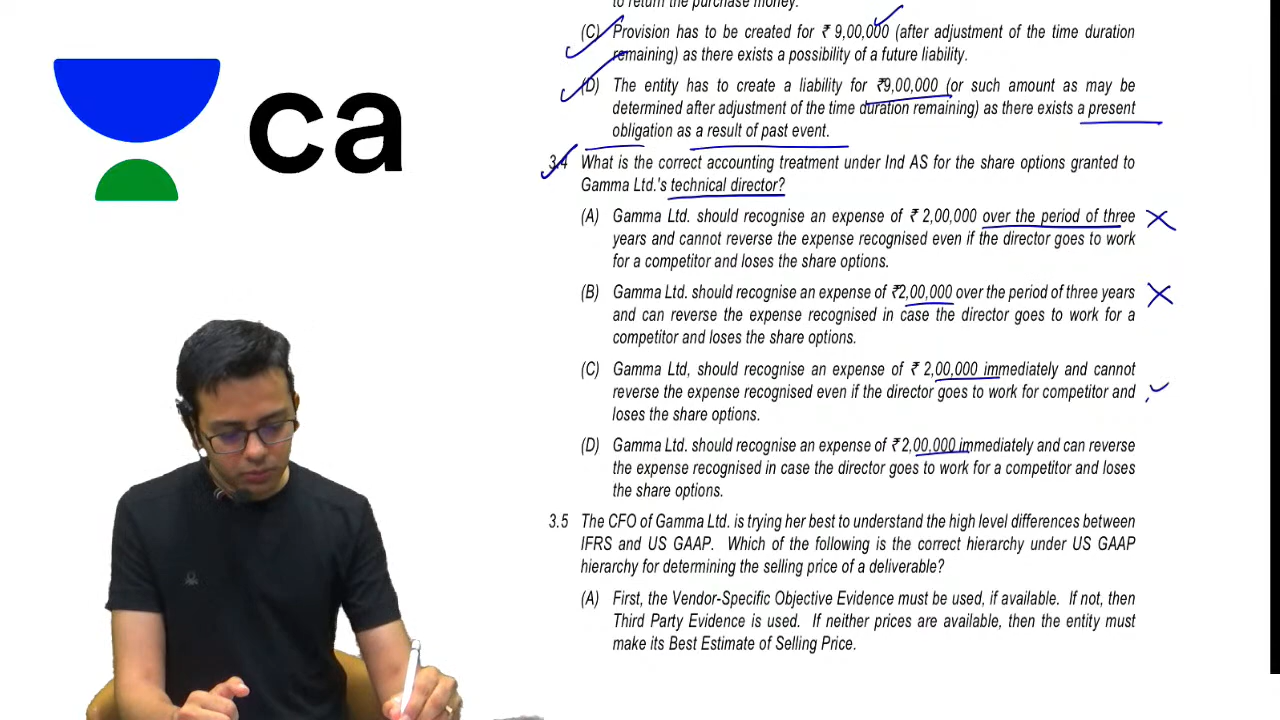 to return the purchase money.
(C) Provision has to be created for ₹ 9,00,000 (after adjustment of the time duration
remaining) as there exists a possibility of a future liability.
(D) The entity has to create a liability for ₹9,00,000 (or such amount as may be
determined after adjustment of the time duration remaining) as there exists a present
obligation as a result of past event.
ca
3.4 What is the correct accounting treatment under Ind AS for the share options granted to
Gamma Ltd.'s technical director?
(A) Gamma Ltd. should recognise an expense of ₹ 2,00,000 over the period of three
years and cannot reverse the expense recognised even if the director goes to work
for a competitor and loses the share options.
(B) Gamma Ltd. should recognise an expense of ₹2,00,000 over the period of three years
and can reverse the expense recognised in case the director goes to work for a
competitor and loses the share options.
(C) Gamma Ltd, should recognise an expense of ₹ 2,00,000 immediately and cannot
reverse the expense recognised even if the director goes to work for competitor and
loses the share options.
(D) Gamma Ltd. should recognise an expense of ₹2,00,000 immediately and can reverse
the expense recognised in case the director goes to work for a competitor and loses
the share options.
3.5 The CFO of Gamma Ltd. is trying her best to understand the high level differences between
IFRS and US GAAP. Which of the following is the correct hierarchy under US GAAP
hierarchy for determining the selling price of a deliverable?
(A) First, the Vendor-Specific Objective Evidence must be used, if available. If not, then
Third Party Evidence is used. If neither prices are available, then the entity must
make its Best Estimate of Selling Price.